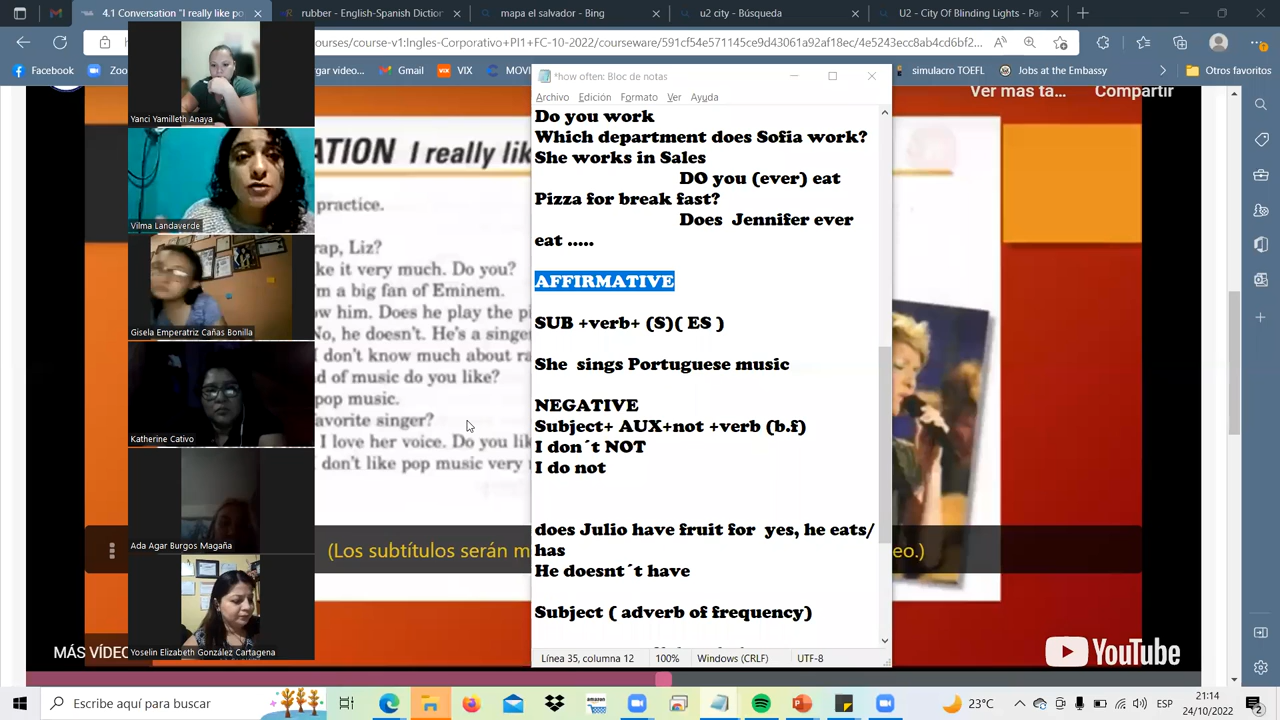 4.1 English-Spanish Diction
rumbo - English-Spanish Dictio
mapa el salvador - Bing
u2 city - Búsqueda
U2 - City Of Blinding Lights - P
ourses/course-v1:Ingles-Corporativo+PI1+FC-10-2022/courseware/591cf54e571145ce9d43061a92af18ec/4e5243ecc8ab4cd6bf2...
Facebook
Zoo
gar video...
Gmail
VIX
MOVI
simulacro TOEFL
Jobs at the Embassy
Otros favor
Ver mas ta...
Compartir
ATION I really lik
practice.
rap, Liz?
ke it very much. Do you?
m a big fan of Eminem.
ow him. Does he play the pi
No, he doesn't. He's a singer
I don't know much about ra
d of music do you like?
pop music.
favorite singer?
I love her voice. Do you lik
I don't like pop music very
(Los subtítulos serán m
eo.)
MÁS VÍDEO
YouTube
Yanci Yamilleth Anaya
Vilma Landaverde
Gisela Emperatriz Cañas Bonilla
Katherine Cativo
Ada Agar Burgos Magaña
Yoselin Elizabeth González Cartagena
*how often: Bloc de notas
Archivo Edición Formato Ver Ayuda
Do you work
Which department does Sofia work?
She works in Sales
DO you (ever) eat
Pizza for break fast?
Does Jennifer ever
eat .....
AFFIRMATIVE
SUB +verb+ (S)( ES )
She sings Portuguese music
NEGATIVE
Subject+ AUX+not +verb (b.f)
I don´t NOT
I do not
does Julio have fruit for yes, he eats/
has
He doesnt´t have
Subject ( adverb of frequency)
Línea 35, columna 12
100%
Windows (CRLF)
UTF-8
Escribe aquí para buscar
amazon
23°C
ESP
21:14
24/10/2022
2